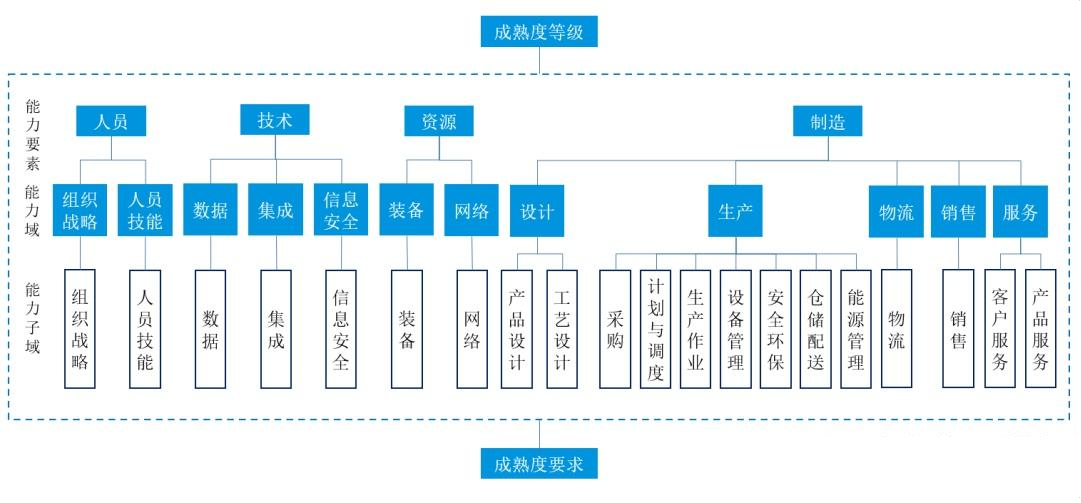 成熟度等级
能力要素
人员
技术
资源
制造
能力域
组织
战略
人员
技能
数据
集成
信息
安全
装备
网络
设计
生产
物流
销售
服务
能力子域
组织战略
人员技能
数据
集成
信息安全
装备
网络
产品设计
工艺设计
采购
计划与调度
生产作业
设备管理
安全环保
仓储配送
能源管理
物流
销售
客户服务
产品服务
成熟度要求